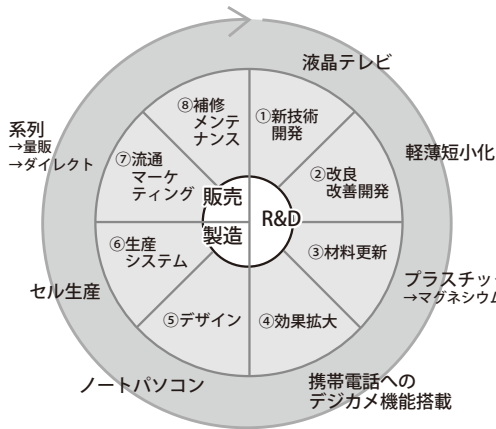 液晶テレビ
軽薄短小化
プラスチッ
→マグネシウム
携帯電話への
デジカメ機能搭載
ノートパソコン
セル生産
系列
→量販
→ダイレクト
①新技術
開発
②改良
改善開発
③材料更新
④効果拡大
⑤デザイン
⑥生産
システム
⑦流通
マーケ
ティング
⑧補修
メンテ
ナンス
販売
製造
R&D